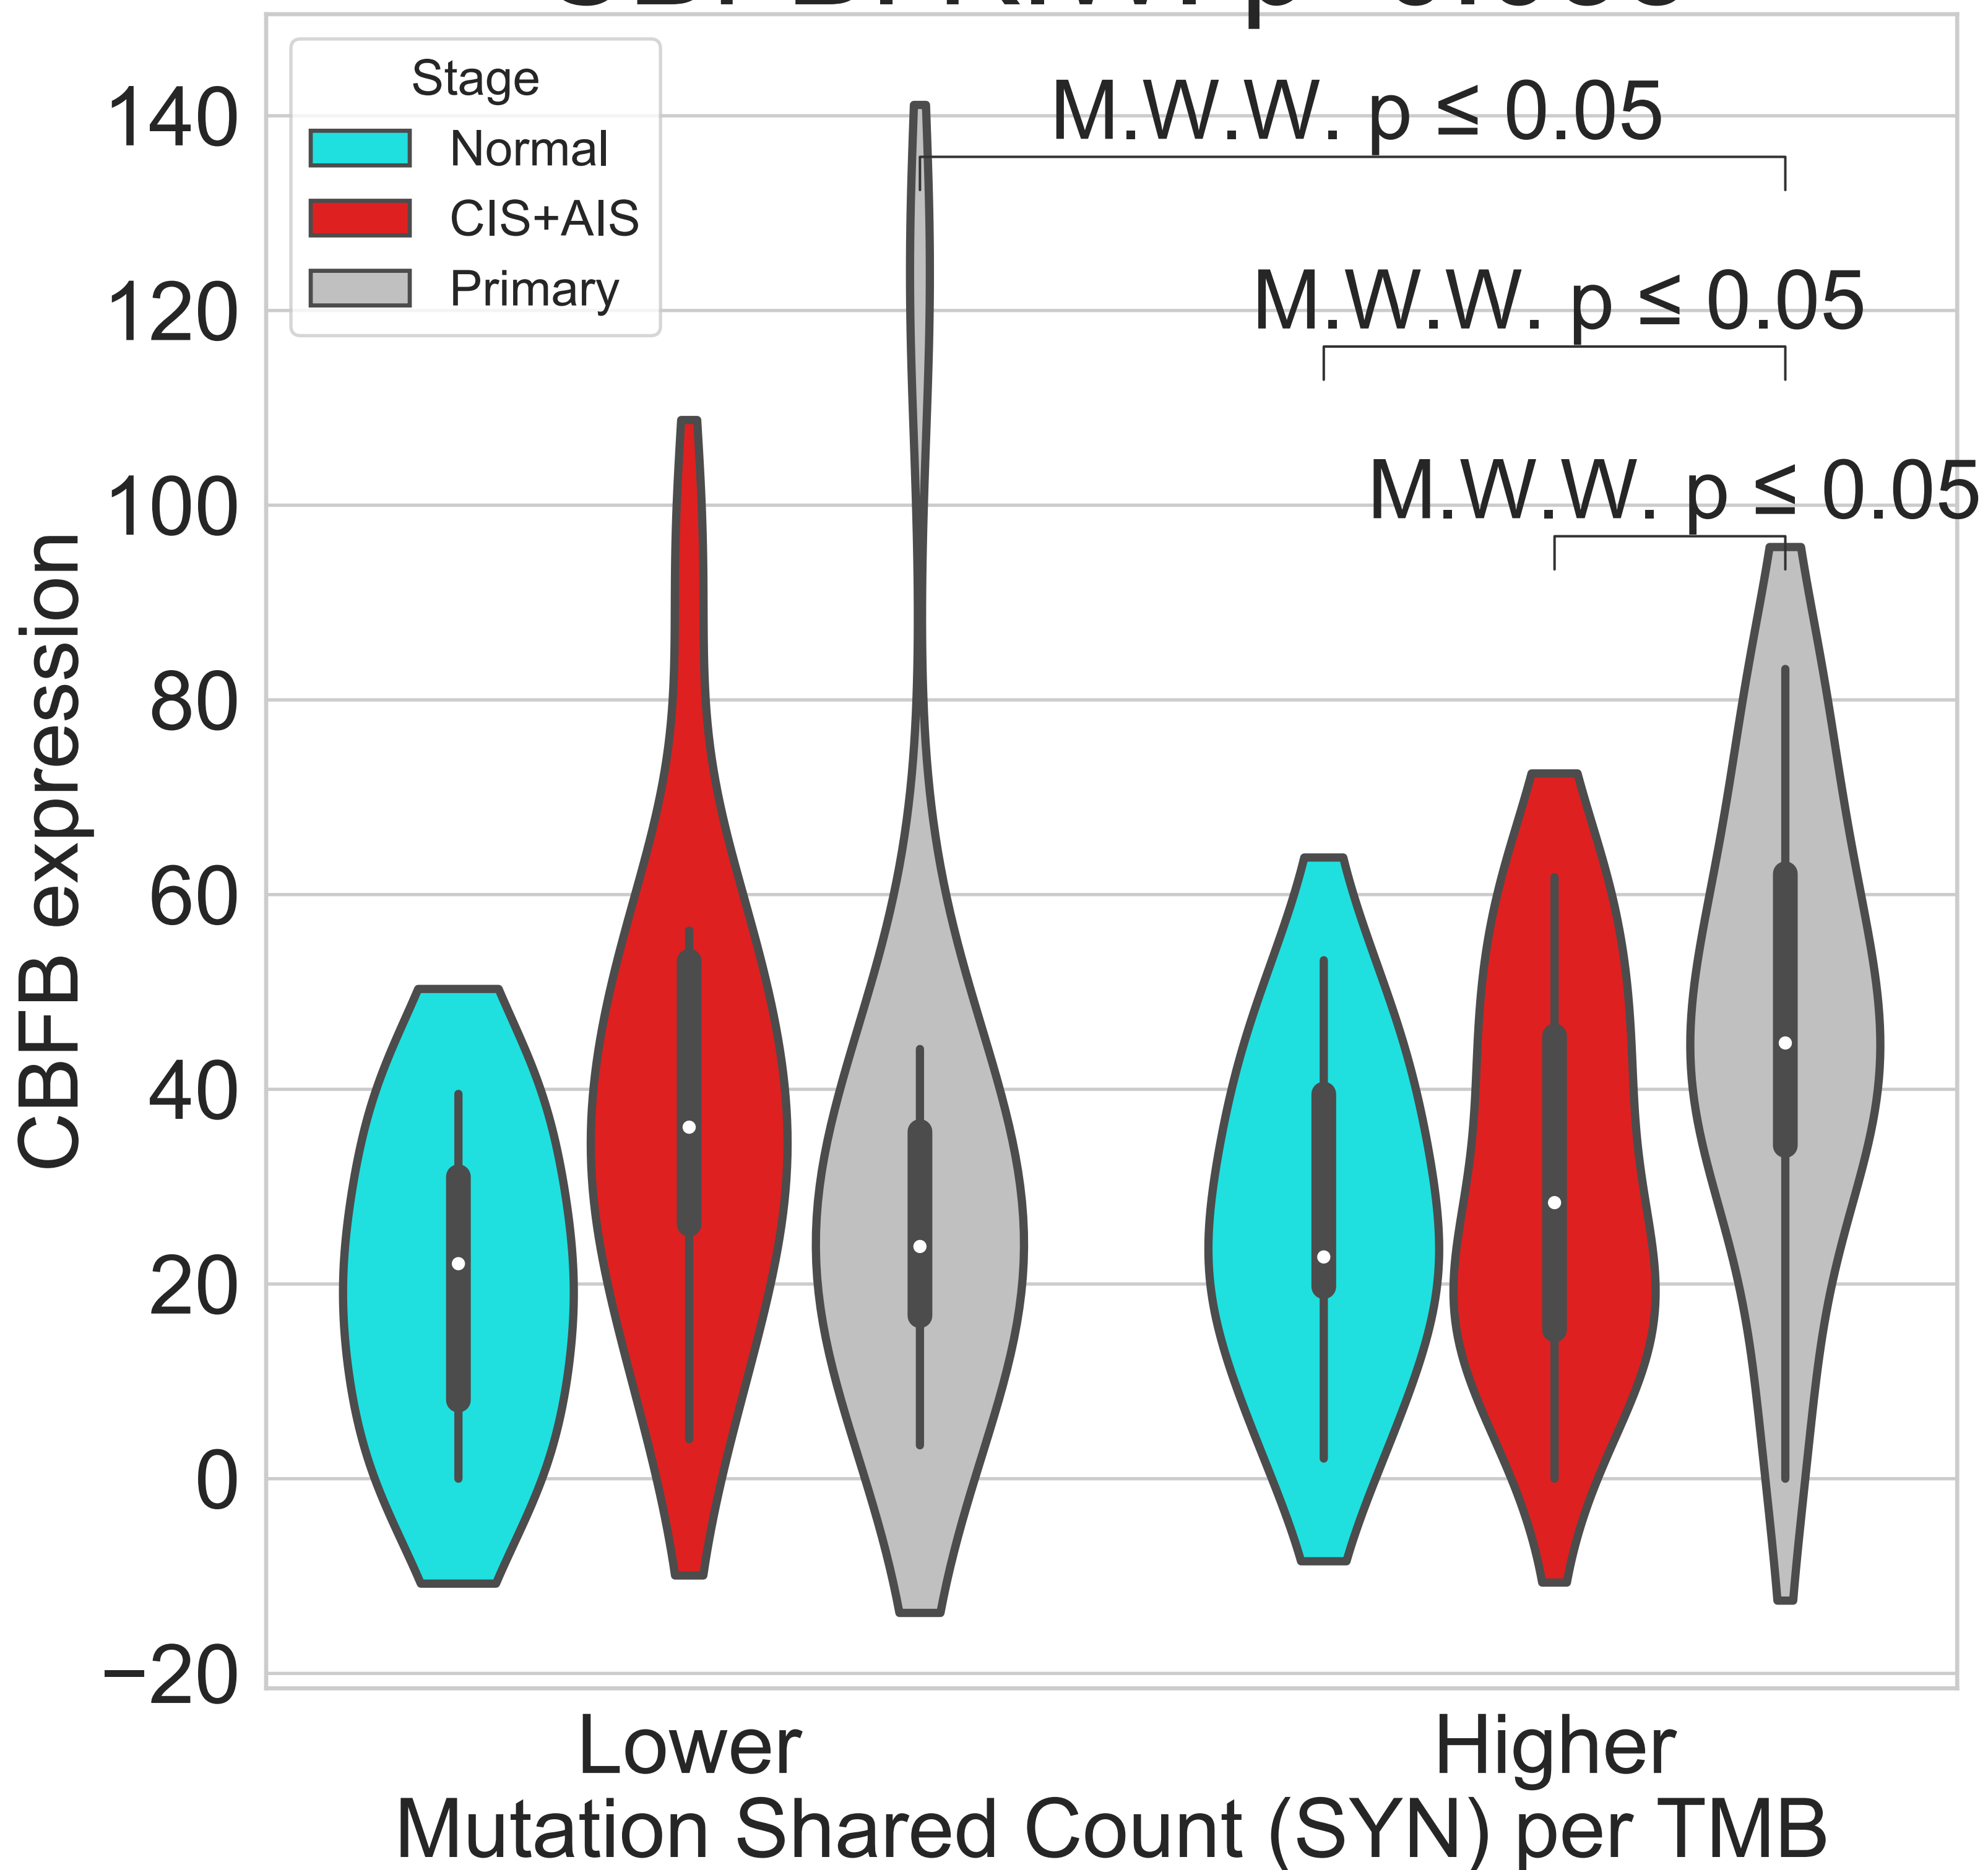 Stage
Normal
CIS+AIS
Primary
M.W.W. p ≤ 0.05
M.W.W. p ≤ 0.05
M.W.W. p ≤ 0.05
140
120
100
80
60
40
20
0
−20
CBFB expression
Lower
Higher
Mutation Shared Count (SYN) per TMB